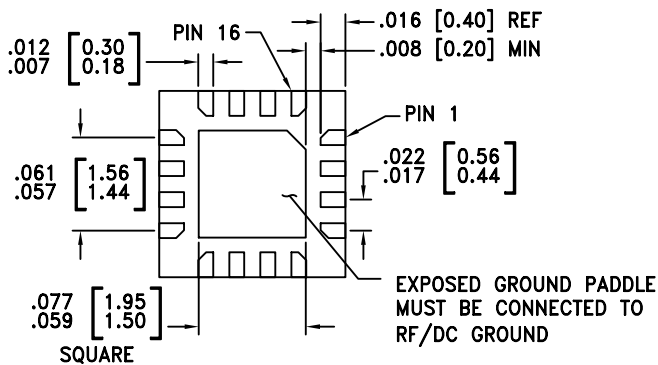 .016 [0.40] REF
.008 [0.20] MIN
PIN 16
.012 [0.30]
.007 [0.18]
PIN 1
.061 [1.56]
.057 [1.44]
.022 [0.56]
.017 [0.44]
.077 [1.95]
.059 [1.50]
SQUARE
EXPOSED GROUND PADDLE
MUST BE CONNECTED TO
RF/DC GROUND